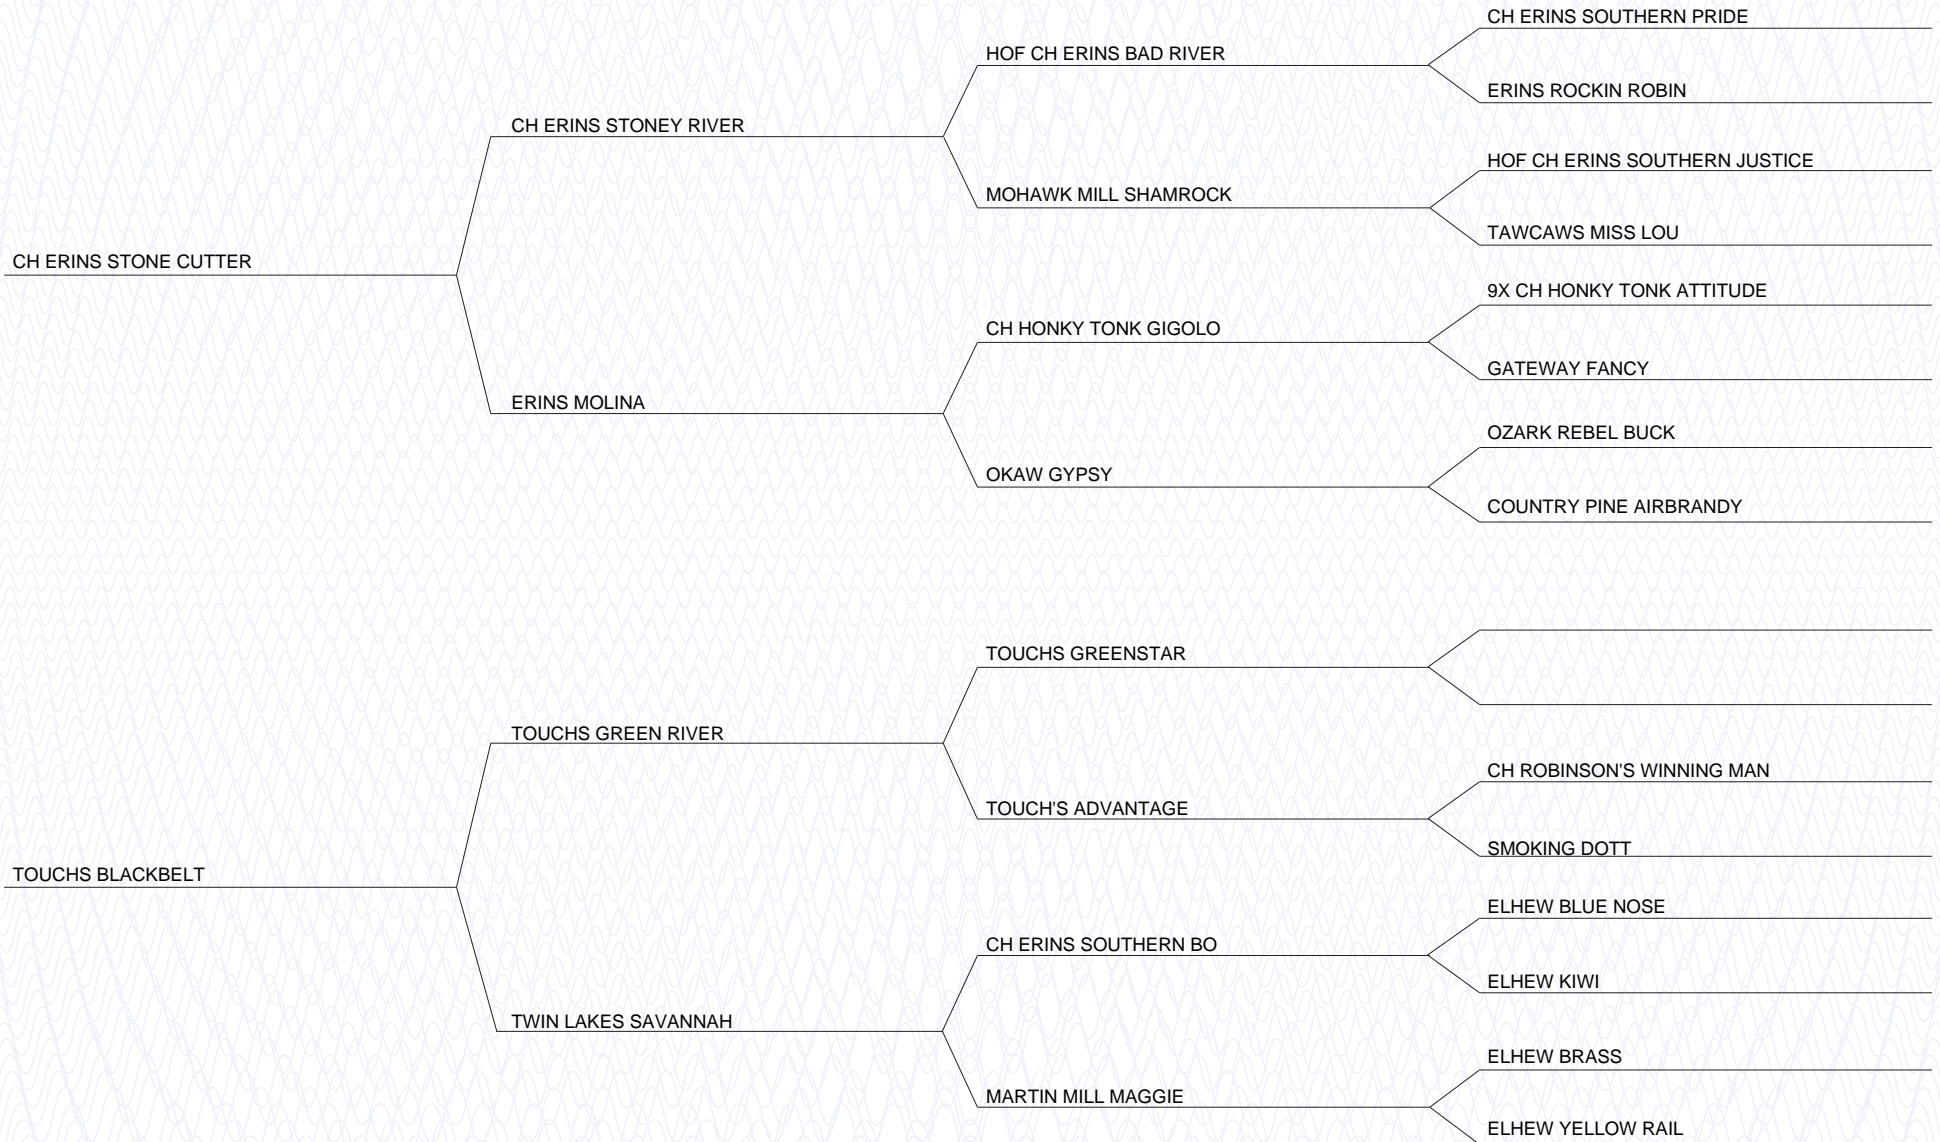 CH ERINS SOUTHERN PRIDE
HOF CH ERINS BAD RIVER
ERINS ROCKIN ROBIN
CH ERINS STONEY RIVER
HOF CH ERINS SOUTHERN JUSTICE
MOHAWK MILL SHAMROCK
TAWCAWS MISS LOU
CH ERINS STONE CUTTER
9X CH HONKY TONK ATTITUDE
CH HONKY TONK GIGOLO
GATEWAY FANCY
ERINS MOLINA
OZARK REBEL BUCK
OKAW GYPSY
COUNTRY PINE AIRBRANDY
TOUCHS GREENSTAR
TOUCHS GREEN RIVER
CH ROBINSON'S WINNING MAN
TOUCH'S ADVANTAGE
SMOKING DOTT
TOUCHS BLACKBELT
ELHEW BLUE NOSE
CH ERINS SOUTHERN BO
ELHEW KIWI
TWIN LAKES SAVANNAH
ELHEW BRASS
MARTIN MILL MAGGIE
ELHEW YELLOW RAIL